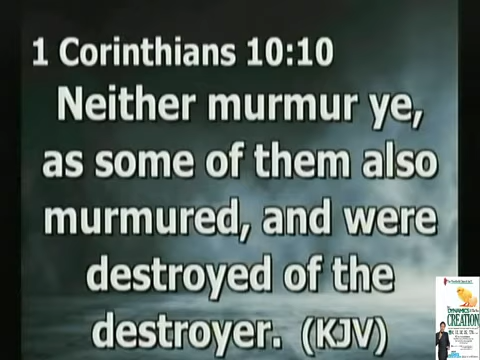 1 Corinthians 10:10
Neither murmur ye,
as some of them also
murmured, and were
destroyed of the
destroyer. (KJV)
DYNAMICS
CREATION